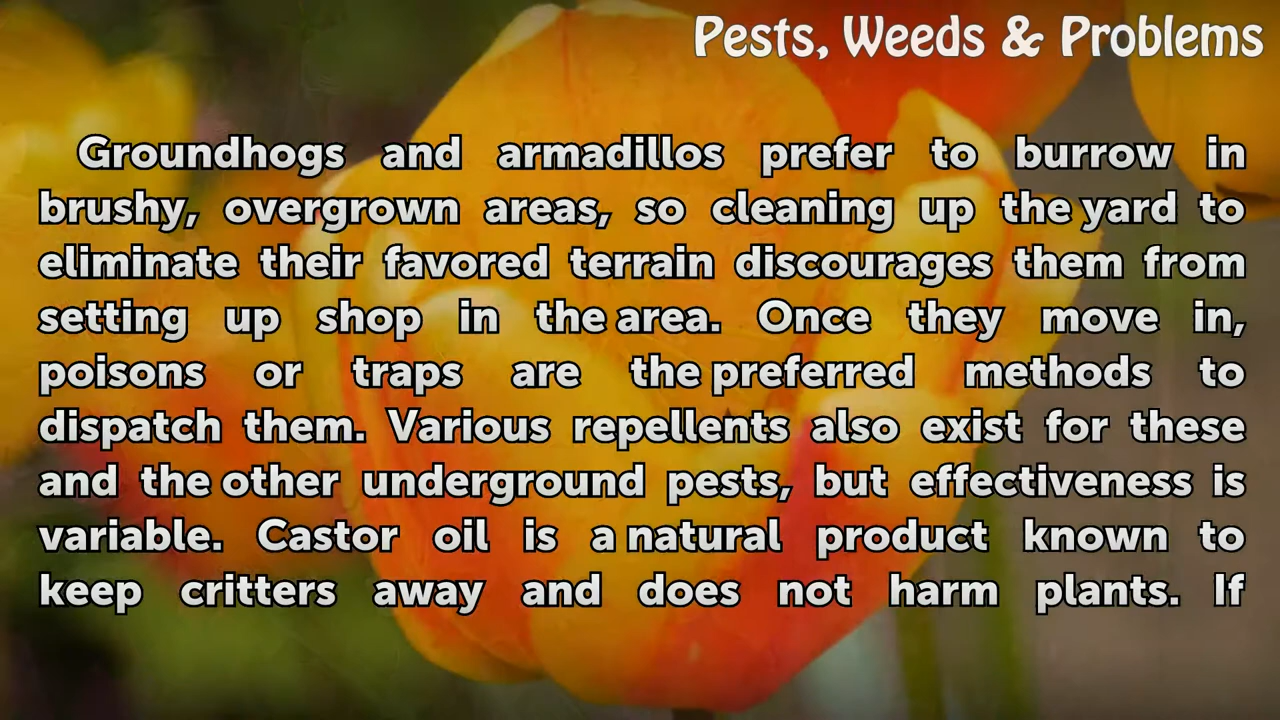 Pests, Weeds & Problems
Groundhogs and armadillos prefer to burrow in
brushy, overgrown areas, so cleaning up the yard to
eliminate their favored terrain discourages them from
setting up shop in the area. Once they move in,
poisons or traps are the preferred methods to
dispatch them. Various repellents also exist for these
and the other underground pests, but effectiveness is
variable. Castor oil is a natural product known to
keep critters away and does not harm plants. If